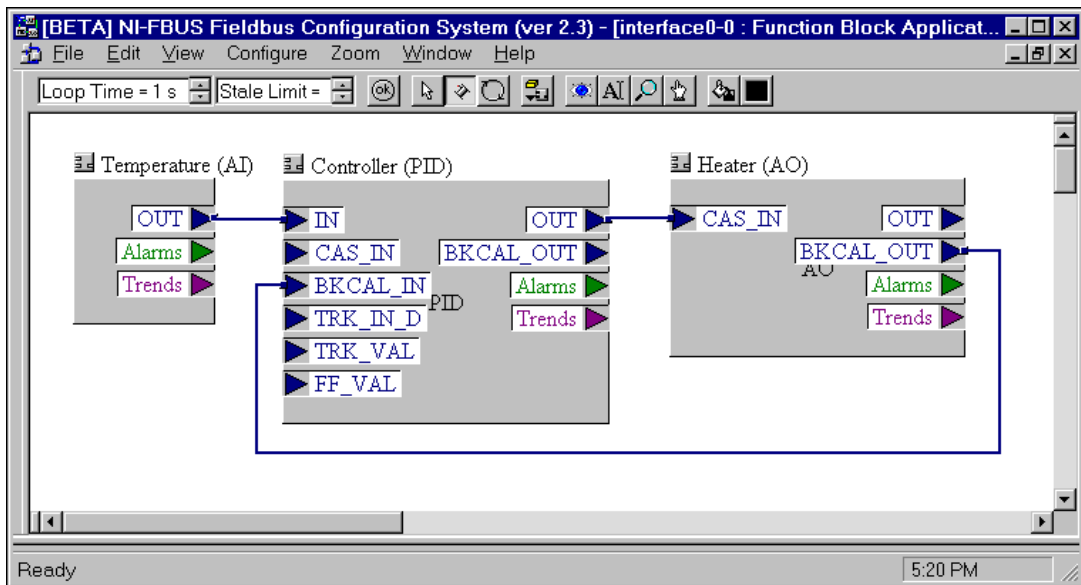 [BETA] NI-FBUS Fieldbus Configuration System (ver 2.3) - [interface0-0 : Function Block Applicat...
File Edit View Configure Zoom Window Help
Loop Time = 1 s Stale Limit = ok AI
Temperature (AI) Controller (PID) Heater (AO)
OUT IN OUT CAS_IN OUT
Alarms CAS_IN BKCAL_OUT BKCAL_OUT
AO
Trends BKCAL_IN Alarms Alarms
PID
TRK_IN_D Trends Trends
TRK_VAL
FF_VAL
Ready 5:20 PM